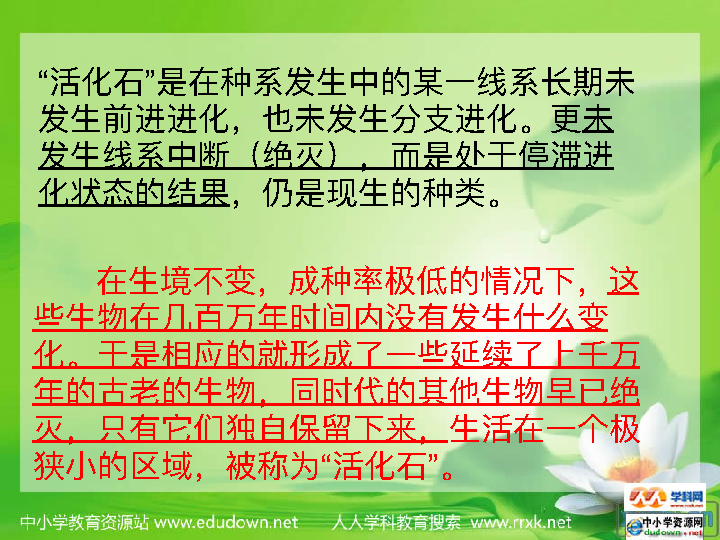 “活化石”是在种系发生中的某一线系长期未
发生前进进化，也未发生分支进化。更未
发生线系中断（绝灭），而是处于停滞进
化状态的结果，仍是现生的种类。
在生境不变，成种率极低的情况下，这
些生物在几百万年时间内没有发生什么变
化。于是相应的就形成了一些延续了上千万
年的古老的生物，同时代的其他生物早已绝
灭，只有它们独自保留下来，生活在一个极
狭小的区域，被称为“活化石”。
学科网
www.rrxk.net
中小学教育资源站 www.edudown.net 人人学科教育搜索 www.rrxk.net
中小学资源网
edudown.net